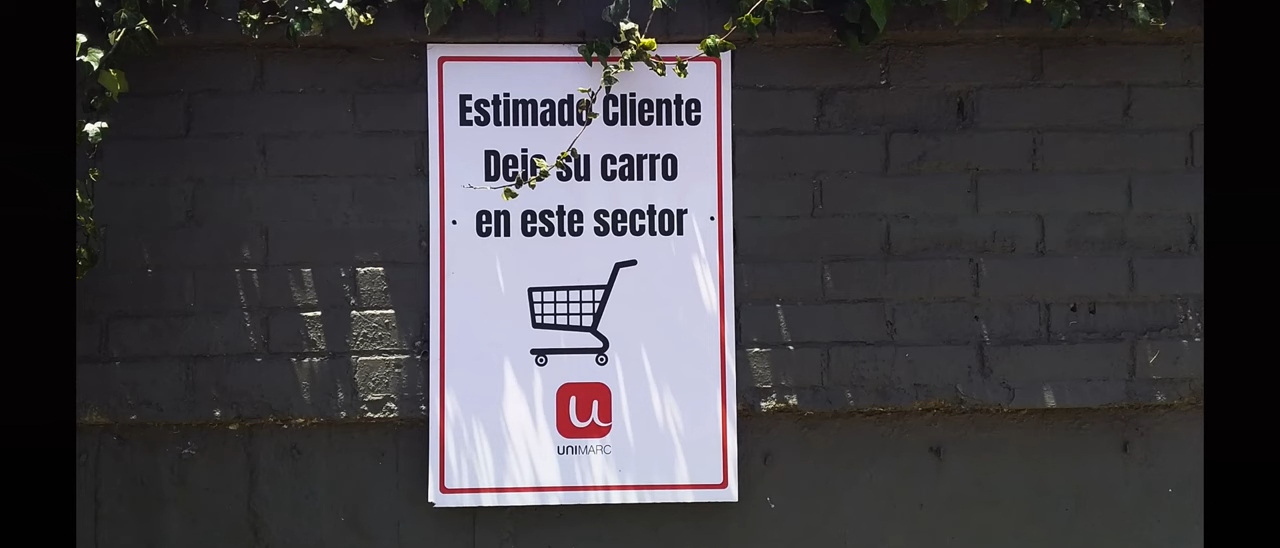 Estimado Cliente
Deje su carro
en este sector
u
UNIMARC